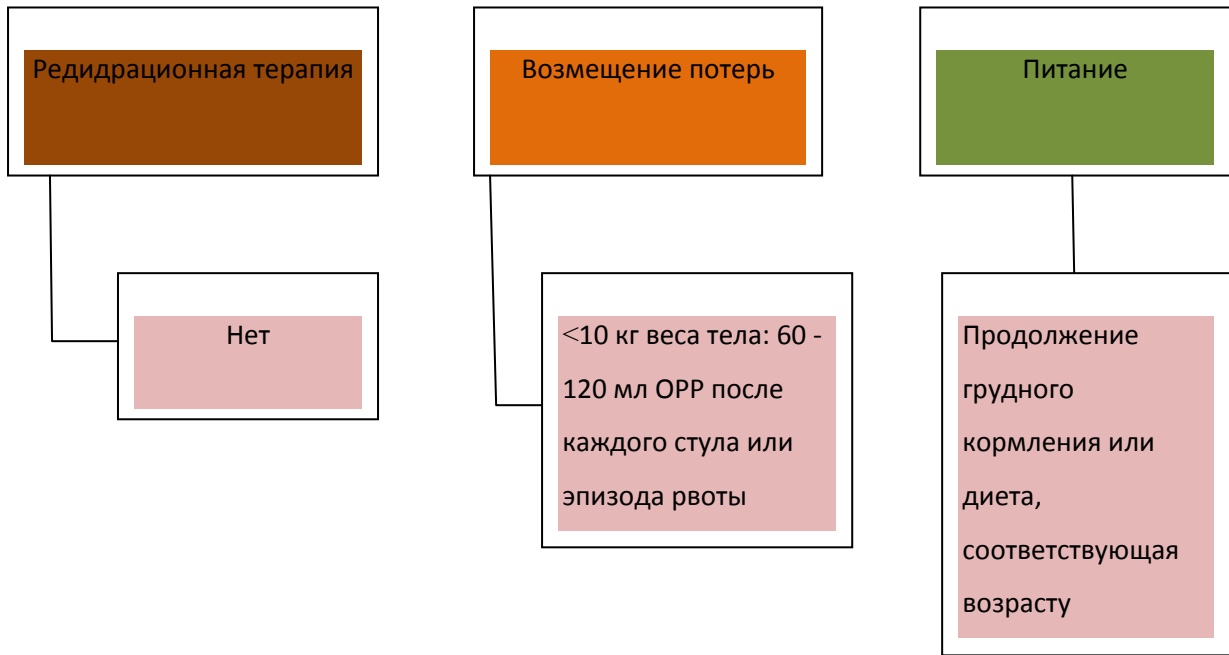 Редидрационная терапия
Возмещение потерь
Питание
Нет
<10 кг веса тела: 60 -
120 мл ОРР после
каждого стула или
эпизода рвоты
Продолжение
грудного
кормления или
диета,
соответствующая
возрасту